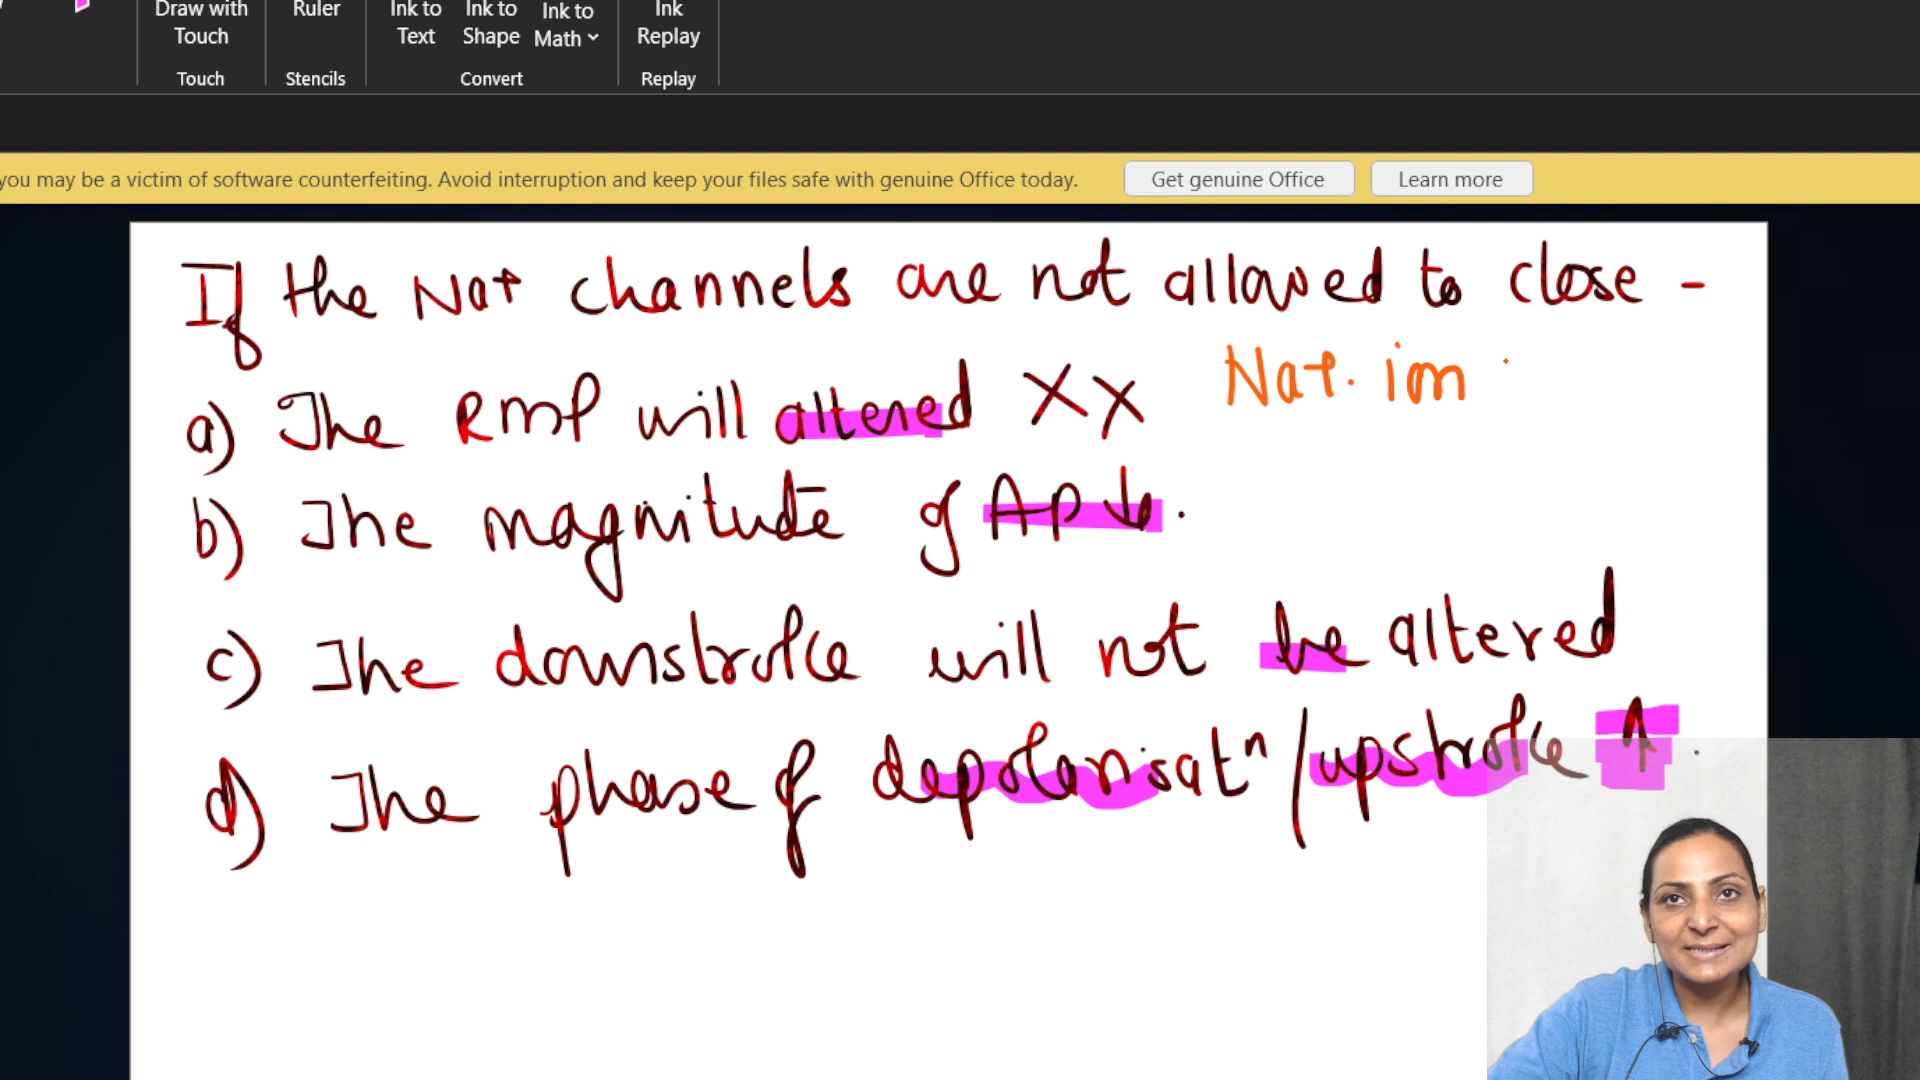 Draw with Touch
Ruler
Ink to Text
Ink to Shape
Ink to Math
Ink Replay
Touch
Stencils
Convert
Replay
you may be a victim of software counterfeiting. Avoid interruption and keep your files safe with genuine Office today.
Get genuine Office
Learn more
If the Na+ channels are not allowed to close -
Na+. ion
a) The RMP will altered XX
b) The magnitude of AP ↓.
c) The downstroke will not be altered
d) The phase of depolarisatⁿ / upstroke ↑.